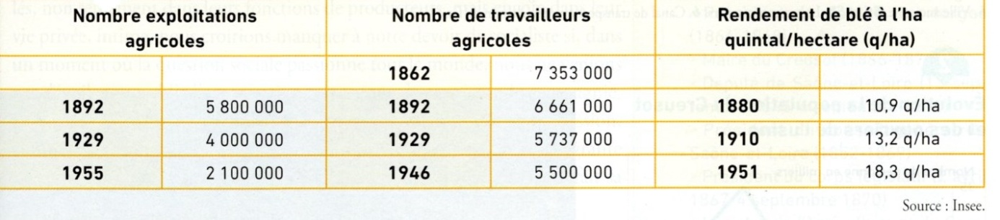 Nombre exploitations agricoles | Nombre de travailleurs agricoles | Rendement de blé à l'hent quintal/hectare (q/ha)
1862 7 353 000
1892 5 800 000 1892 6 661 000 1880 10,9 q/ha
1929 4 000 000 1929 5 737 000 1910 13,2 q/ha
1955 2 100 000 1946 5 500 000 1951 18,3 q/ha
Source : Insee.